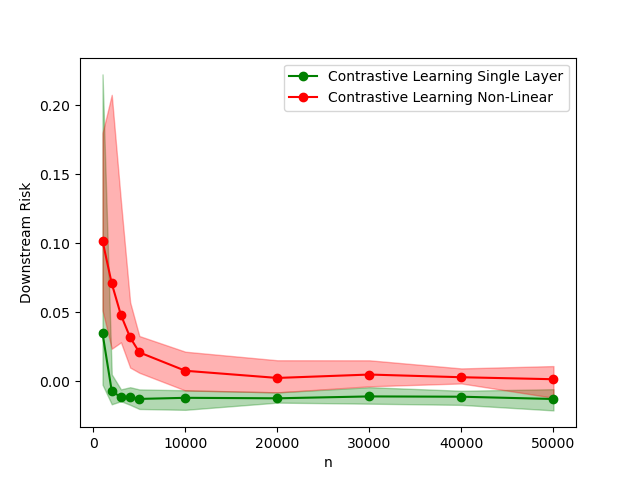 Contrastive Learning Single Layer
Contrastive Learning Non-Linear
Downstream Risk
0.20
0.15
0.10
0.05
0.00
0 10000 20000 30000 40000 50000
n